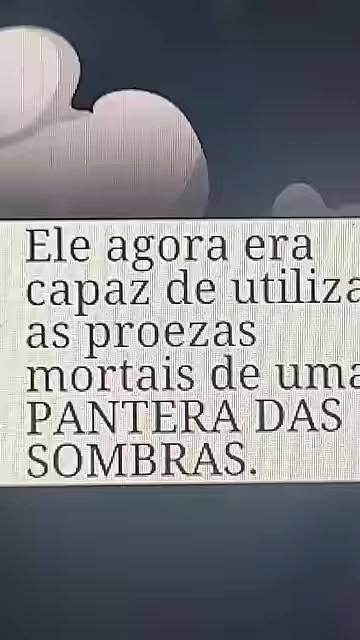 Ele agora era
capaz de utiliza
as proezas
mortais de uma
PANTERA DAS
SOMBRAS.